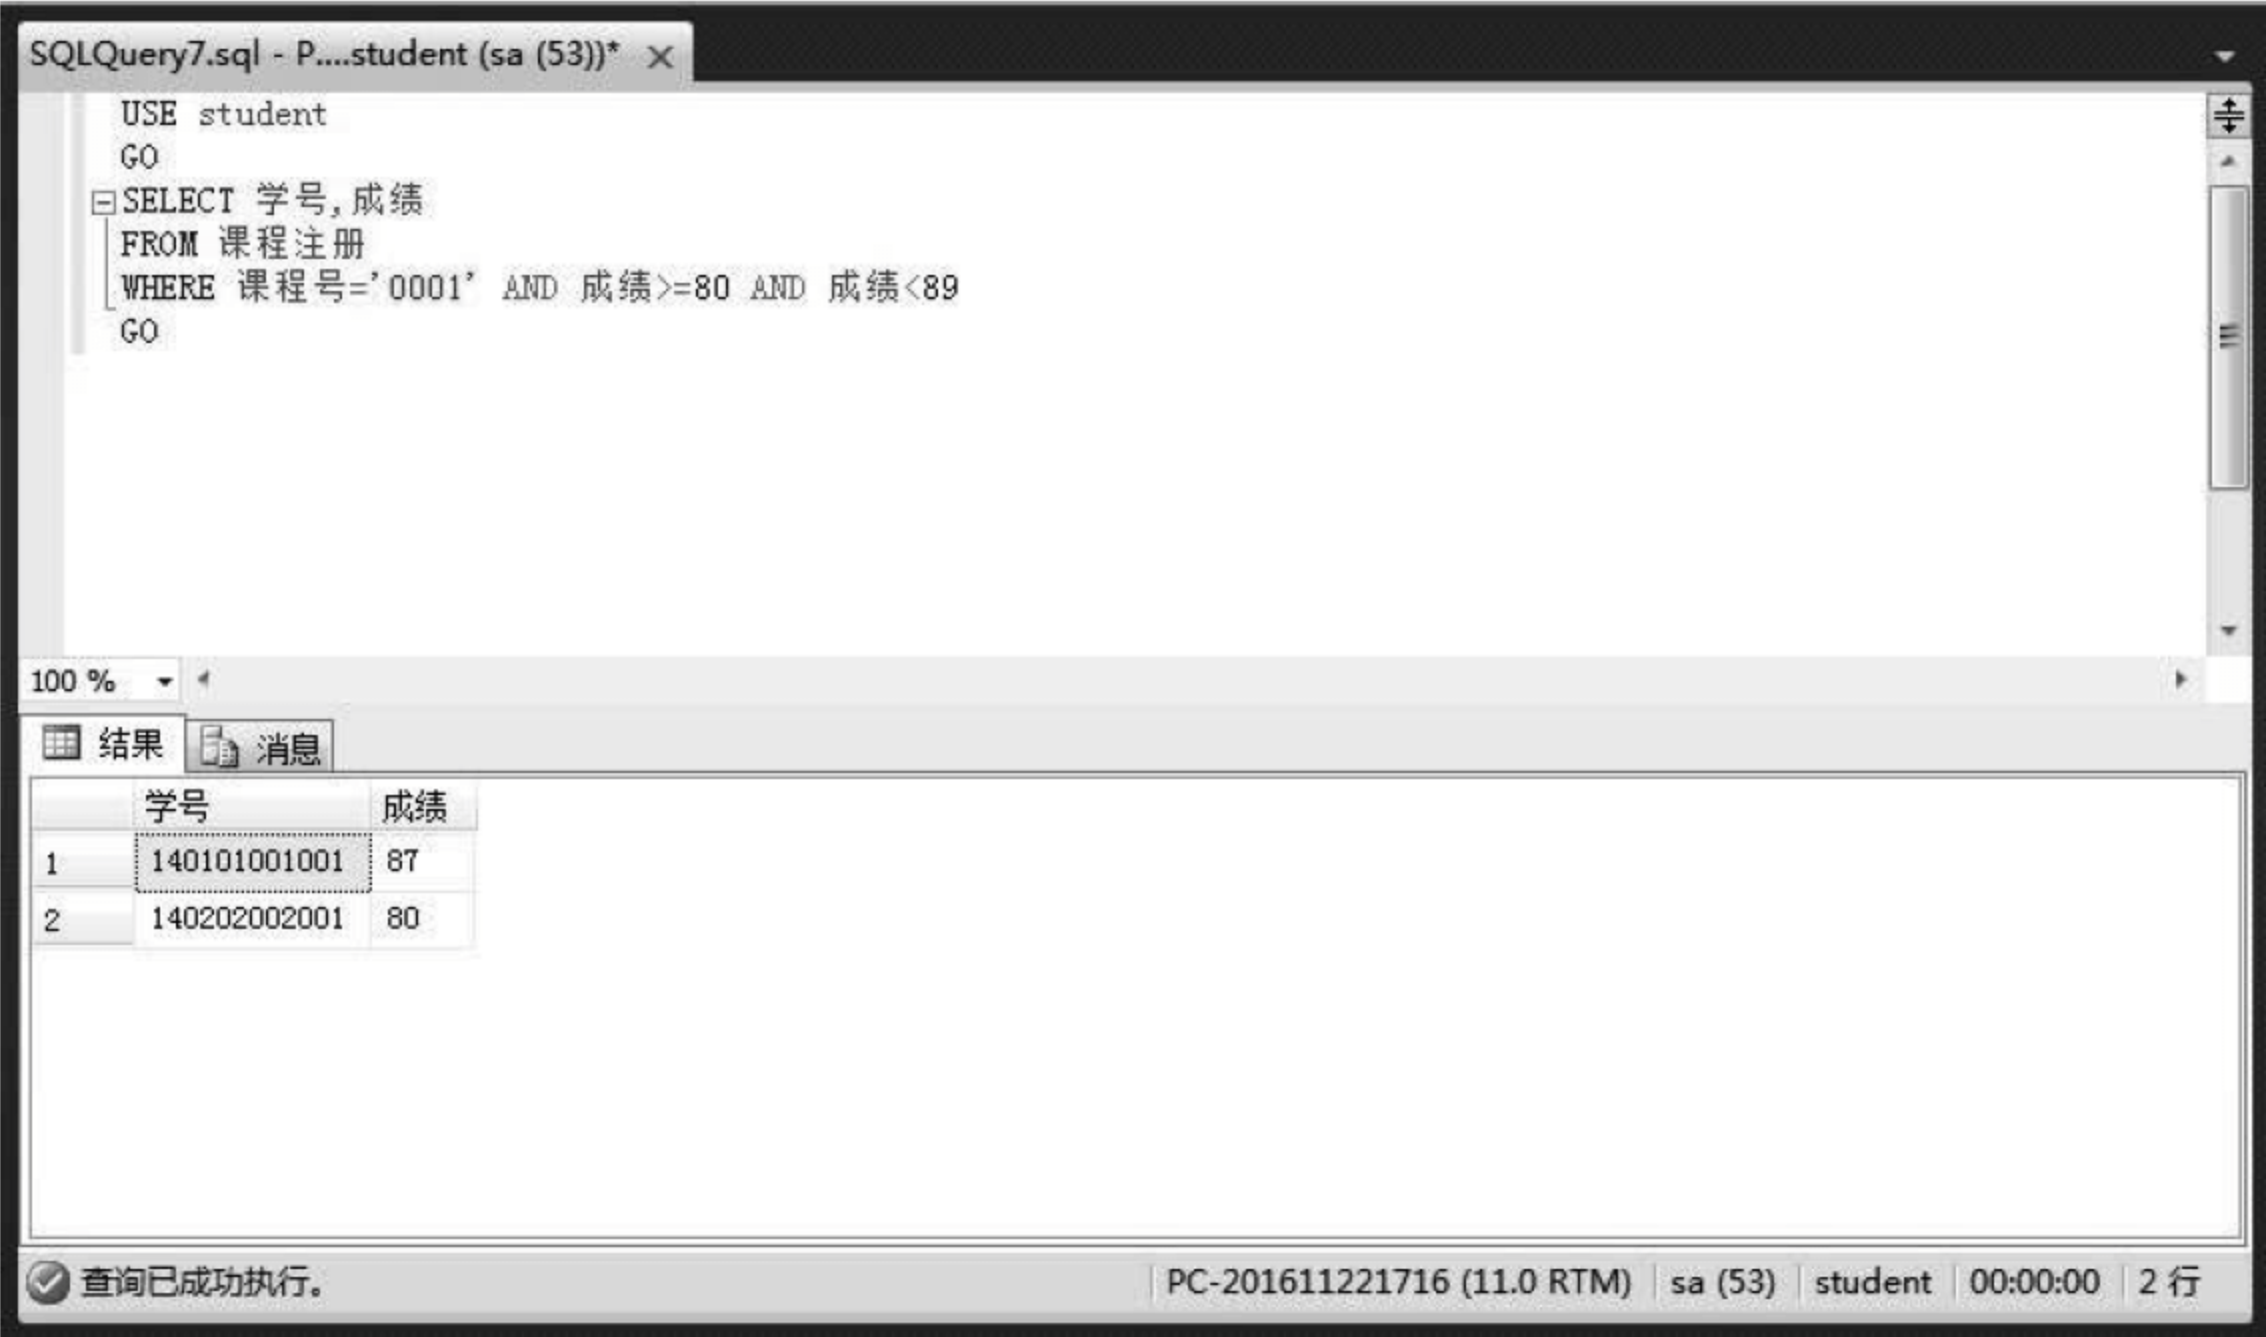 SQLQuery7.sql - P....student (sa (53))*
USE student
GO
SELECT 学号,成绩
FROM 课程注册
WHERE 课程号='0001' AND 成绩>=80 AND 成绩<89
GO
100 %
结果 消息
学号 成绩
1 140101001001 87
2 140202002001 80
查询已成功执行。 PC-201611221716 (11.0 RTM) sa (53) student 00:00:00 2 行